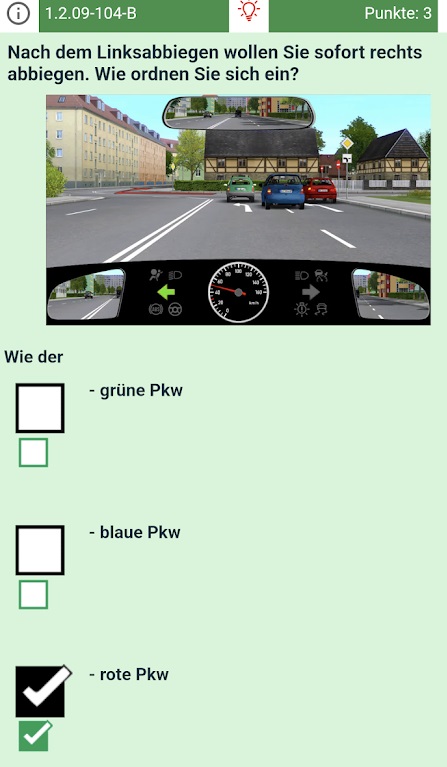 1.2.09-104-B
Punkte: 3
Nach dem Linksabbiegen wollen Sie sofort rechts
abbiegen. Wie ordnen Sie sich ein?
Wie der
- grüne Pkw
- blaue Pkw
- rote Pkw